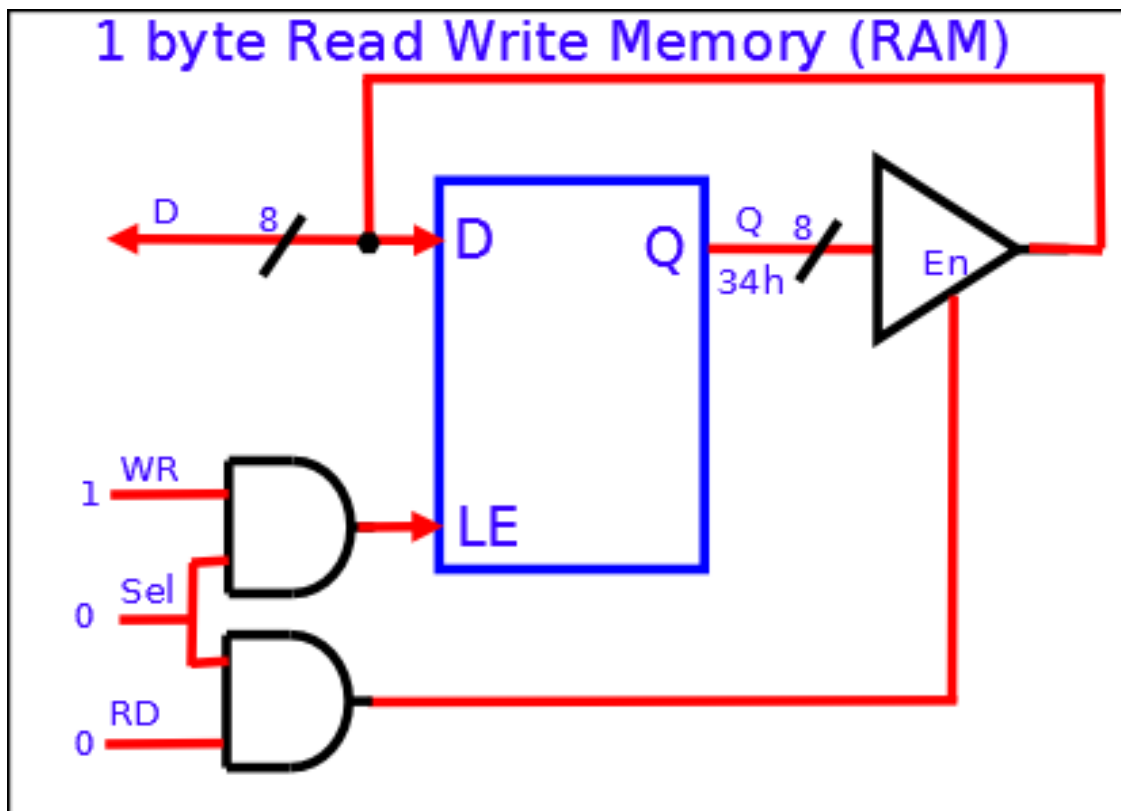 1 byte Read Write Memory (RAM)
D 8
D
Q
Q 8
34h
En
WR
1
LE
Sel
0
RD
0